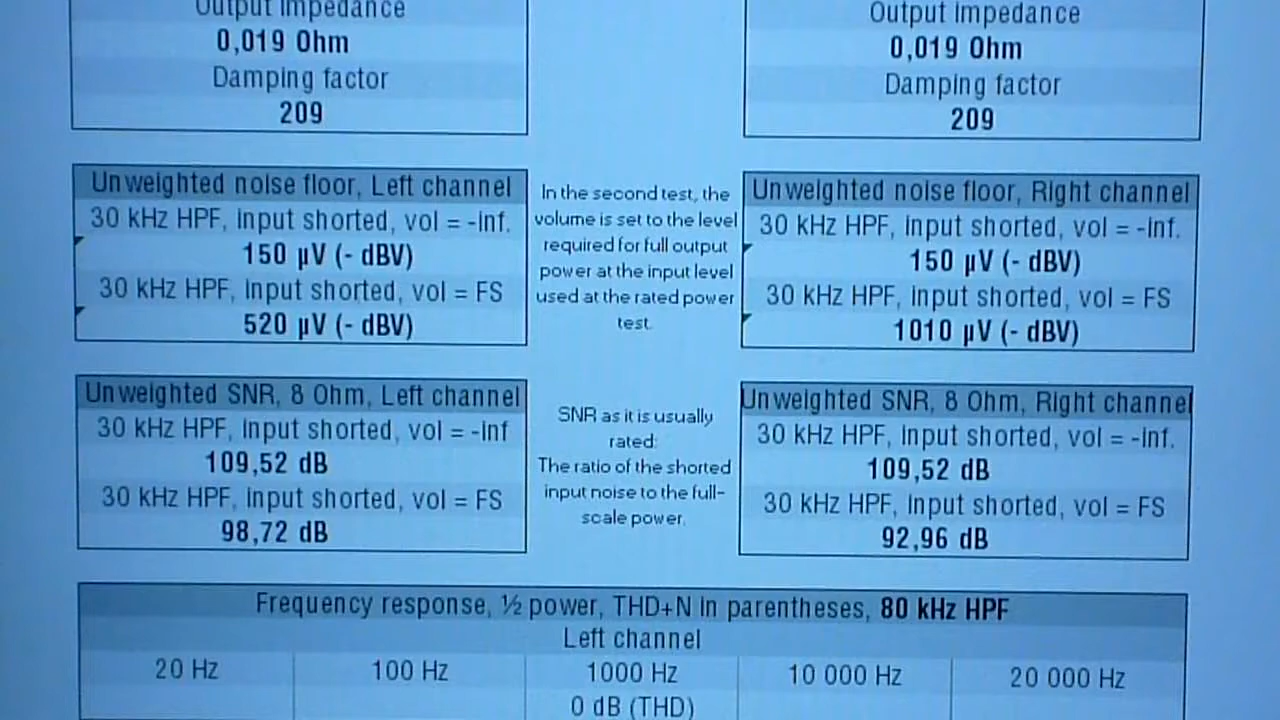 Output impedance
0,019 Ohm
Damping factor
209
Output impedance
0,019 Ohm
Damping factor
209
Unweighted noise floor, Left channel
30 kHz HPF, input shorted, vol = -inf.
150 µV (- dBV)
30 kHz HPF, input shorted, vol = FS
520 µV (- dBV)
In the second test, the
volume is set to the level
required for full output
power at the input level
used at the rated power
test.
Unweighted noise floor, Right channel
30 kHz HPF, input shorted, vol = -inf.
150 µV (- dBV)
30 kHz HPF, input shorted, vol = FS
1010 µV (- dBV)
Unweighted SNR, 8 Ohm, Left channel
30 kHz HPF, input shorted, vol = -inf
109,52 dB
30 kHz HPF, input shorted, vol = FS
98,72 dB
SNR as it is usually
rated:
The ratio of the shorted
input noise to the full-
scale power.
Unweighted SNR, 8 Ohm, Right channel
30 kHz HPF, input shorted, vol = -inf.
109,52 dB
30 kHz HPF, input shorted, vol = FS
92,96 dB
Frequency response, ½ power, THD+N in parentheses, 80 kHz HPF
Left channel
20 Hz
100 Hz
1000 Hz
10 000 Hz
20 000 Hz
0 dB (THD)